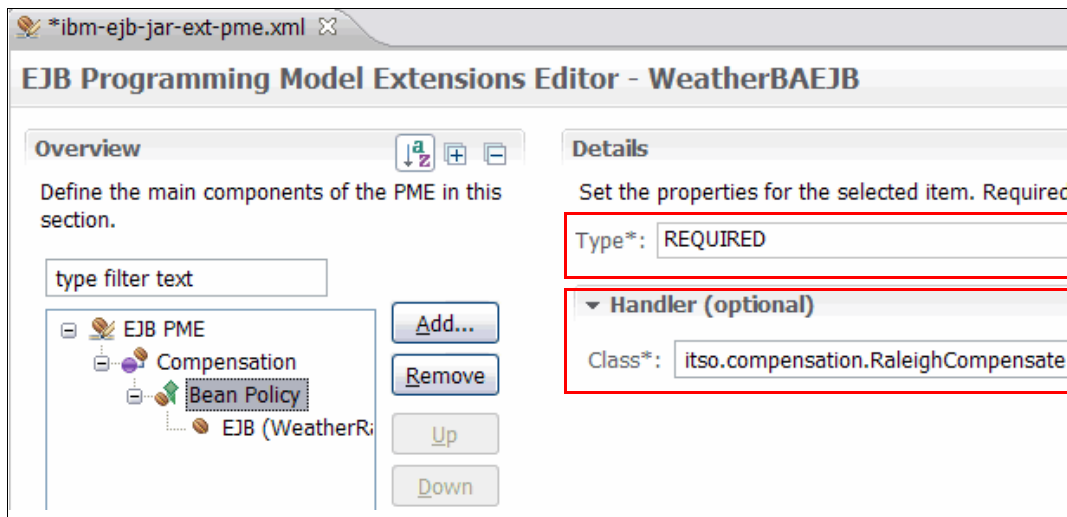 *ibm-ejb-jar-ext-pme.xml
EJB Programming Model Extensions Editor - WeatherBAEJB
Overview
Define the main components of the PME in this
section.
type filter text
EJB PME
Compensation
Bean Policy
EJB (WeatherRa
Add...
Remove
Up
Down
Details
Set the properties for the selected item. Required
Type*: REQUIRED
Handler (optional)
Class*: itso.compensation.RaleighCompensate